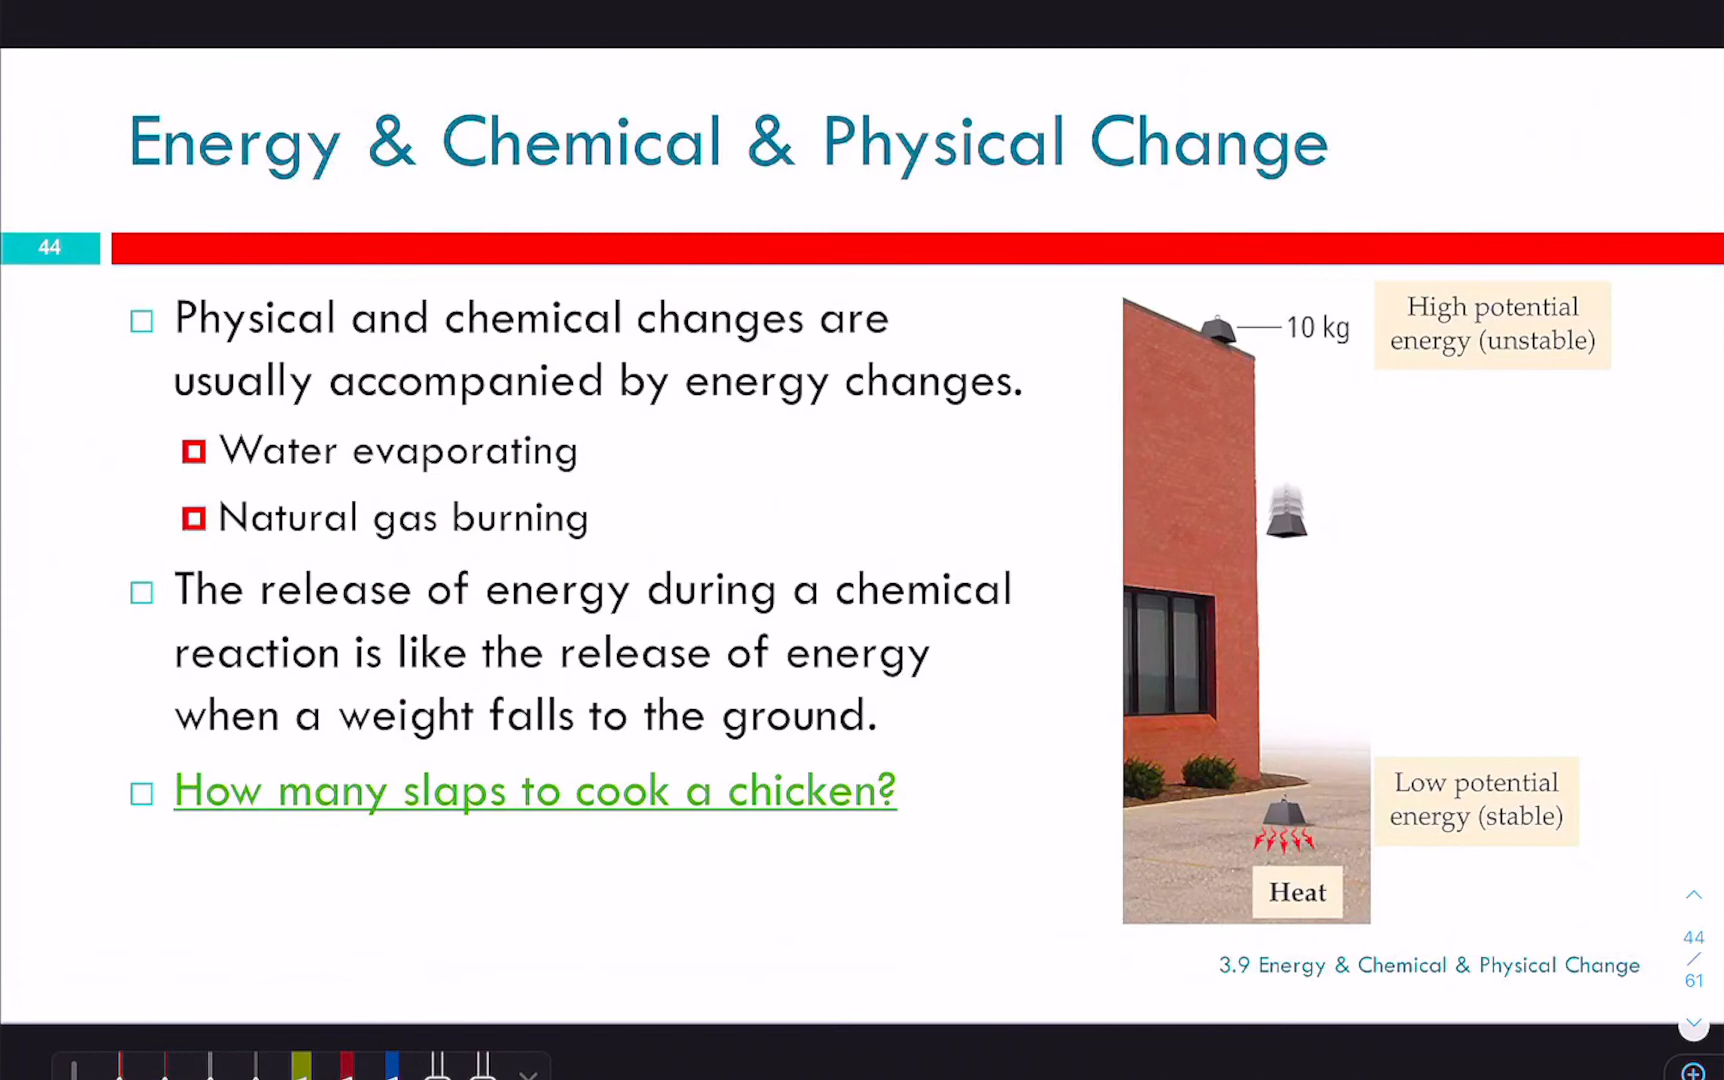 Energy & Chemical & Physical Change
44
Physical and chemical changes are
usually accompanied by energy changes.
Water evaporating
Natural gas burning
The release of energy during a chemical
reaction is like the release of energy
when a weight falls to the ground.
How many slaps to cook a chicken?
10 kg
High potential
energy (unstable)
Low potential
energy (stable)
Heat
3.9 Energy & Chemical & Physical Change
44
/
61